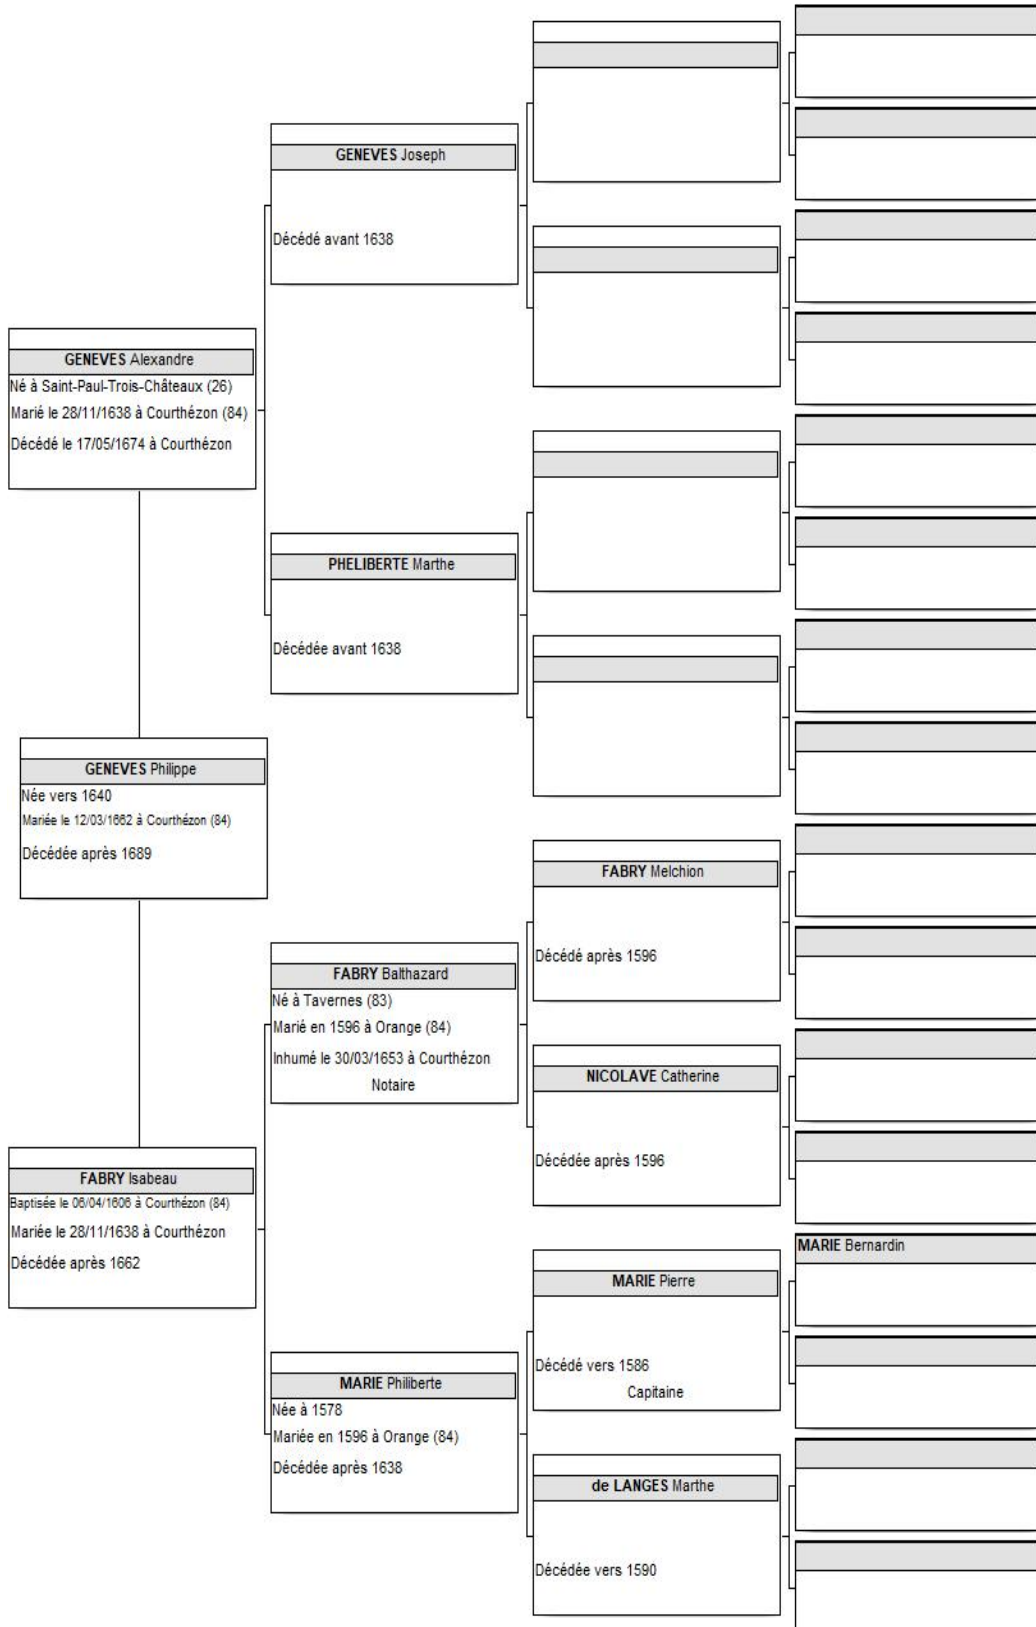 GENEVES Joseph
Décédé avant 1638
GENEVES Alexandre
Né à Saint-Paul-Trois-Châteaux (26)
Marié le 28/11/1638 à Courthézon (84)
Décédé le 17/05/1674 à Courthézon
PHELIBERTE Marthe
Décédée avant 1638
GENEVES Philippe
Née vers 1640
Mariée le 12/03/1662 à Courthézon (84)
Décédée après 1689
FABRY Melchion
Décédé après 1596
FABRY Balthazard
Né à Tavernes (83)
Marié en 1596 à Orange (84)
Inhumé le 30/03/1653 à Courthézon
Notaire
NICOLAVE Catherine
Décédée après 1596
FABRY Isabeau
Baptisée le 06/04/1606 à Courthézon (84)
Mariée le 28/11/1638 à Courthézon
Décédée après 1662
MARIE Bernardin
MARIE Pierre
Décédé vers 1586
Capitaine
MARIE Philiberte
Née à 1578
Mariée en 1596 à Orange (84)
Décédée après 1638
de LANGES Marthe
Décédée vers 1590